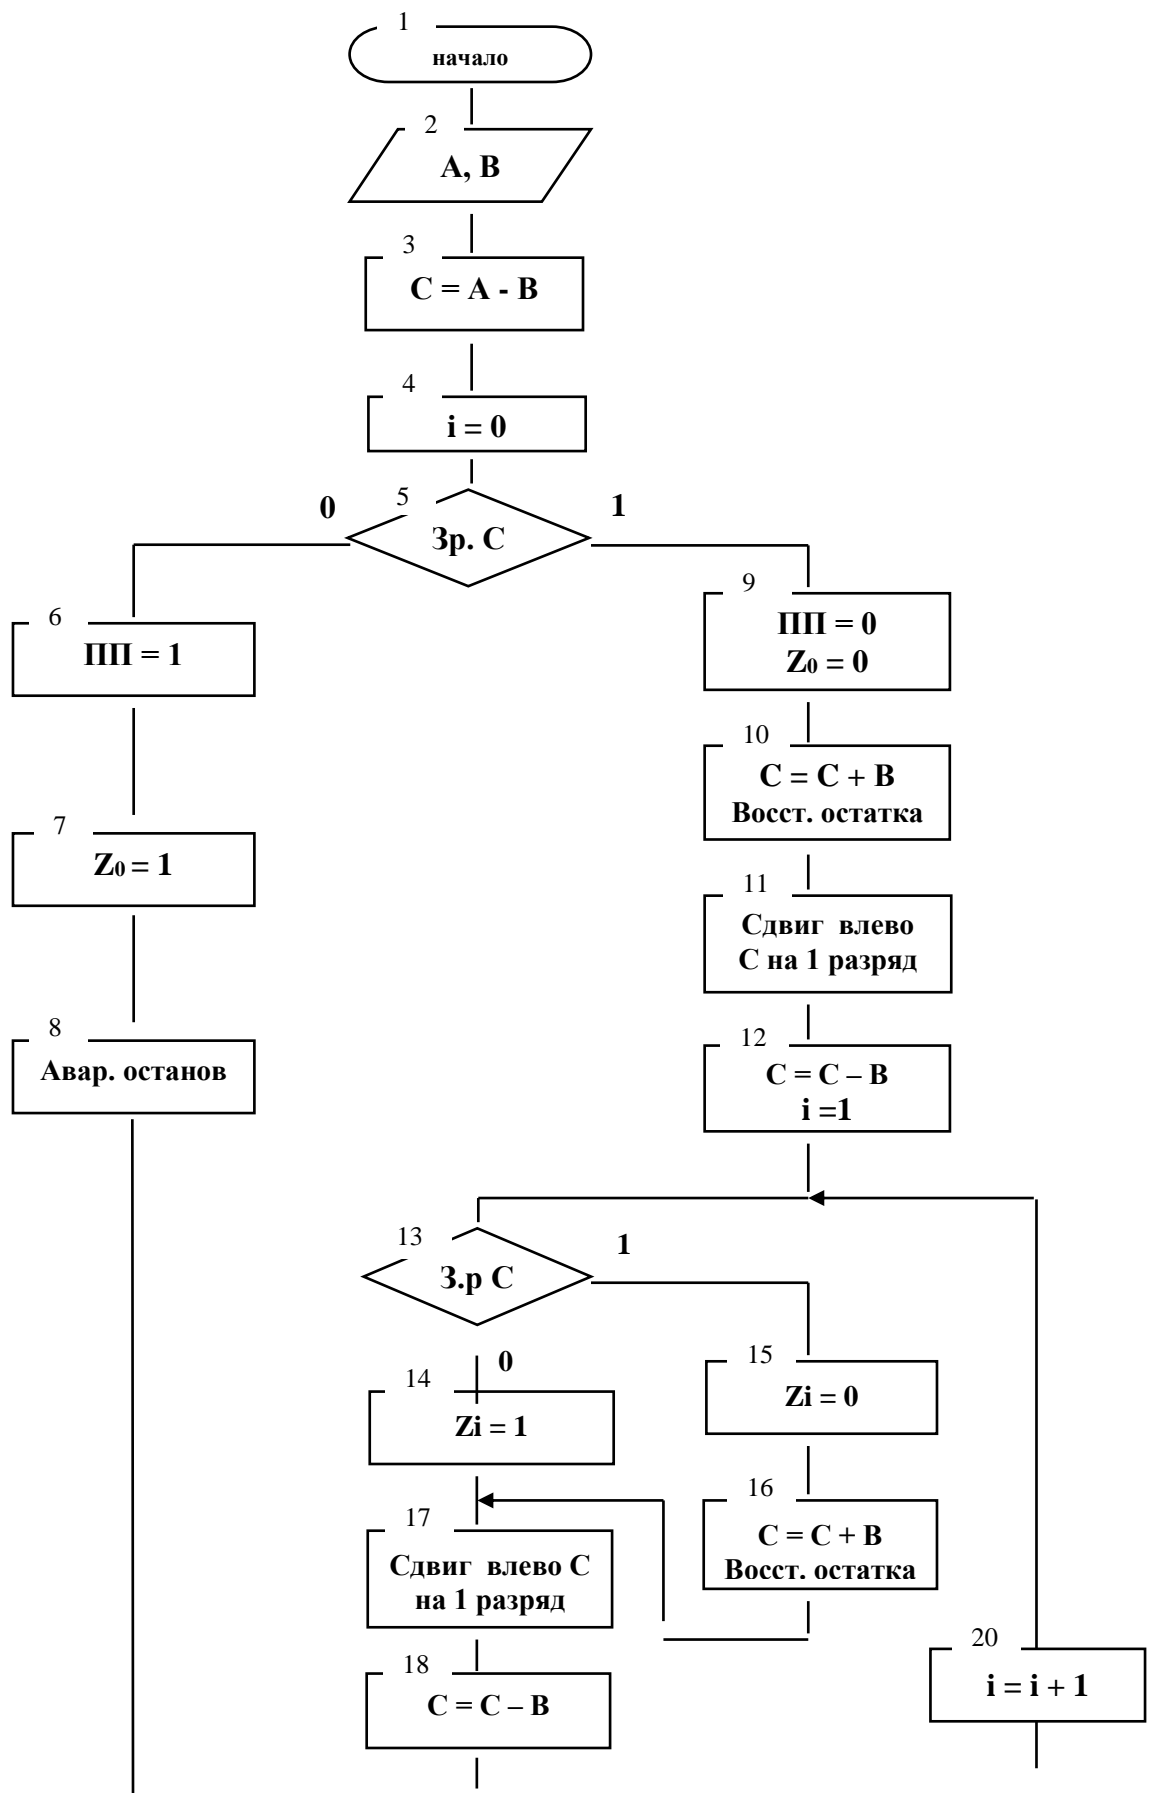 1
начало
2
А, В
3
С = А - В
4
i = 0
5
0
1
Зр. С
6
ПП = 1
7
Z0 = 1
8
Авар. останов
9
ПП = 0
Z0 = 0
10
С = С + В
Восст. остатка
11
Сдвиг влево
С на 1 разряд
12
С = С – В
i =1
13
1
З.р С
0
14
Zi = 1
15
Zi = 0
16
С = С + В
Восст. остатка
17
Сдвиг влево С
на 1 разряд
18
С = С – В
20
i = i + 1